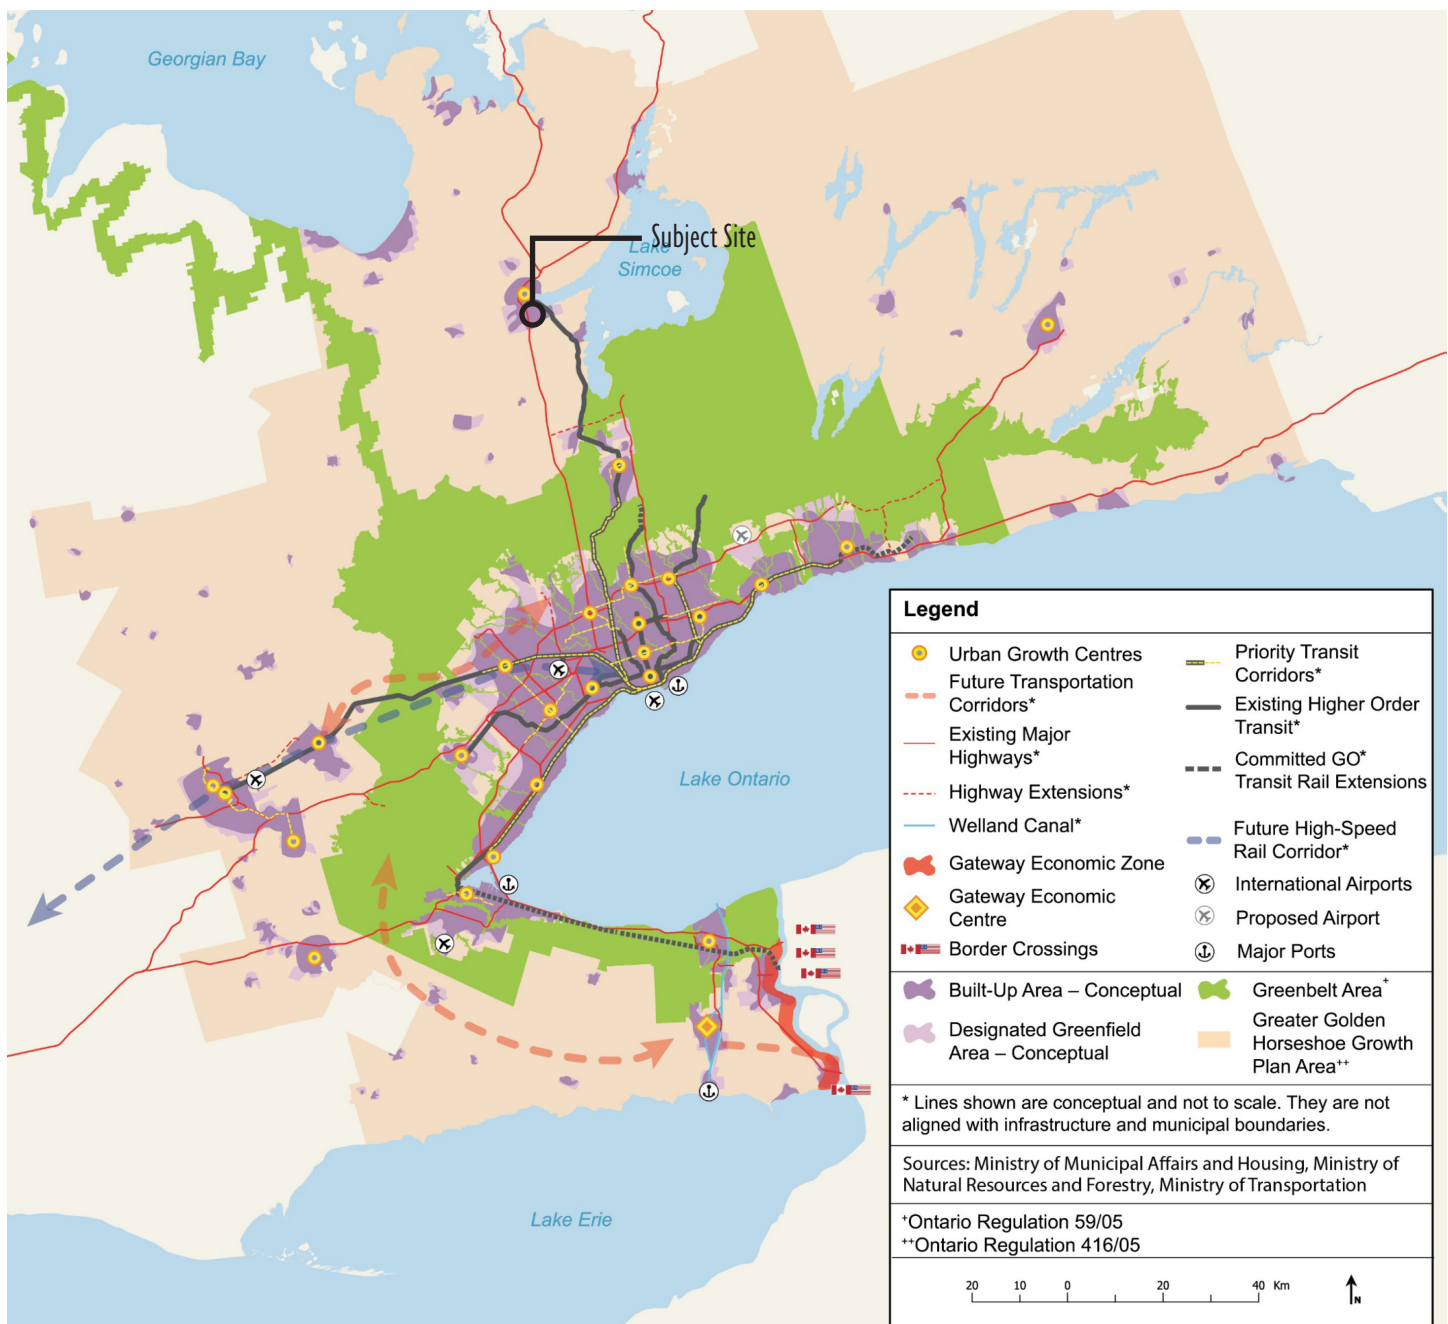 Georgian Bay
Subject Site
Lake
Simcoe
Lake Ontario
Lake Erie
Legend
Urban Growth Centres
Future Transportation
Corridors*
Existing Major
Highways*
Highway Extensions*
Welland Canal*
Gateway Economic Zone
Gateway Economic
Centre
Border Crossings
Priority Transit
Corridors*
Existing Higher Order
Transit*
Committed GO*
Transit Rail Extensions
Future High-Speed
Rail Corridor*
International Airports
Proposed Airport
Major Ports
Built-Up Area – Conceptual
Designated Greenfield
Area – Conceptual
Greenbelt Area+
Greater Golden
Horseshoe Growth
Plan Area++
* Lines shown are conceptual and not to scale. They are not
aligned with infrastructure and municipal boundaries.
Sources: Ministry of Municipal Affairs and Housing, Ministry of
Natural Resources and Forestry, Ministry of Transportation
+Ontario Regulation 59/05
++Ontario Regulation 416/05
20 10 0 20 40 Km
N